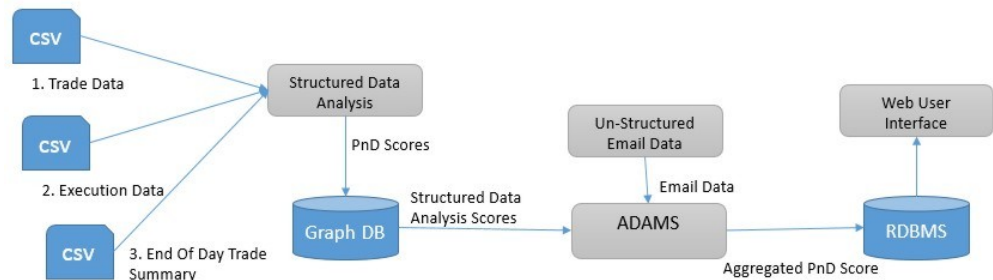 CSV
1. Trade Data
CSV
2. Execution Data
CSV
3. End Of Day Trade
Summary
Structured Data
Analysis
PnD Scores
Graph DB
Structured Data
Analysis Scores
Un-Structured
Email Data
Email Data
ADAMS
Aggregated PnD Score
Web User
Interface
RDBMS